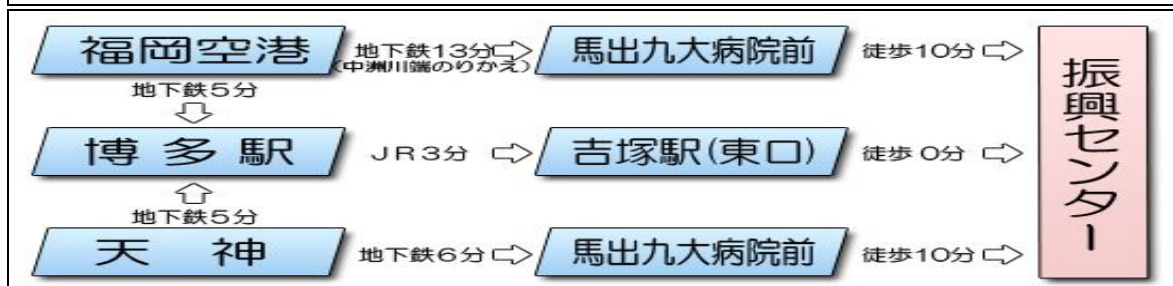 福岡空港 地下鉄13分 馬出九大病院前 徒歩10分
(中洲川端のりかえ)
地下鉄5分
博多駅 JR3分 吉塚駅(東口) 徒歩0分
地下鉄5分
天神 地下鉄6分 馬出九大病院前 徒歩10分
振興センター